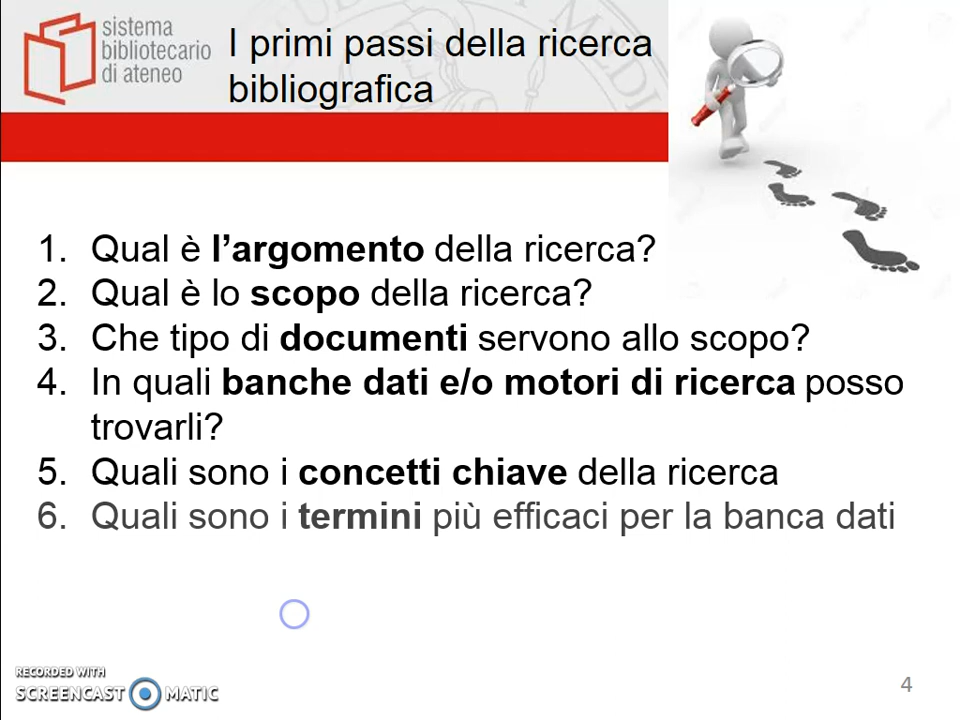 sistema
bibliotecario
di ateneo
I primi passi della ricerca
bibliografica
1. Qual è l’argomento della ricerca?
2. Qual è lo scopo della ricerca?
3. Che tipo di documenti servono allo scopo?
4. In quali banche dati e/o motori di ricerca posso
trovarli?
5. Quali sono i concetti chiave della ricerca
6. Quali sono i termini più efficaci per la banca dati
RECORDED WITH
SCREENCAST MATIC
4